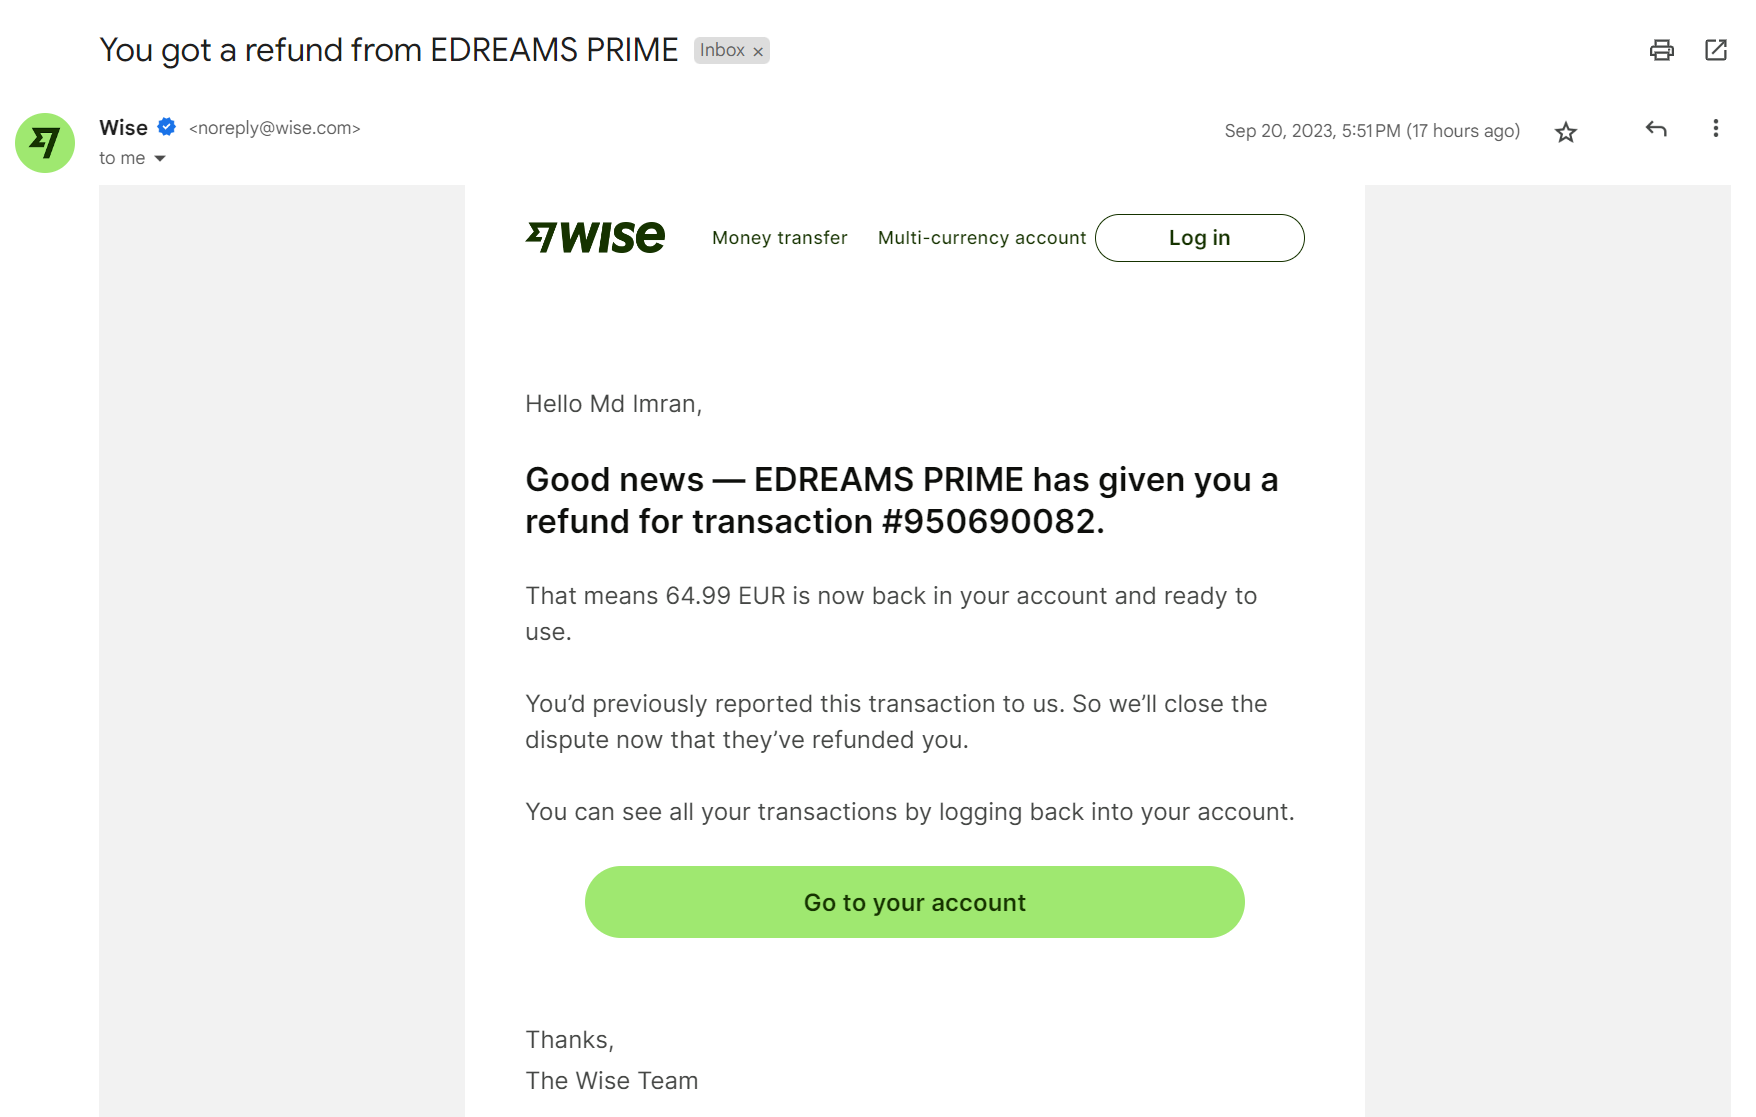 You got a refund from EDREAMS PRIME Inbox ×
Wise <noreply@wise.com>
Sep 20, 2023, 5:51 PM (17 hours ago)
to me
WISE Money transfer Multi-currency account Log in
Hello Md Imran,
Good news — EDREAMS PRIME has given you a
refund for transaction #950690082.
That means 64.99 EUR is now back in your account and ready to
use.
You’d previously reported this transaction to us. So we’ll close the
dispute now that they’ve refunded you.
You can see all your transactions by logging back into your account.
Go to your account
Thanks,
The Wise Team